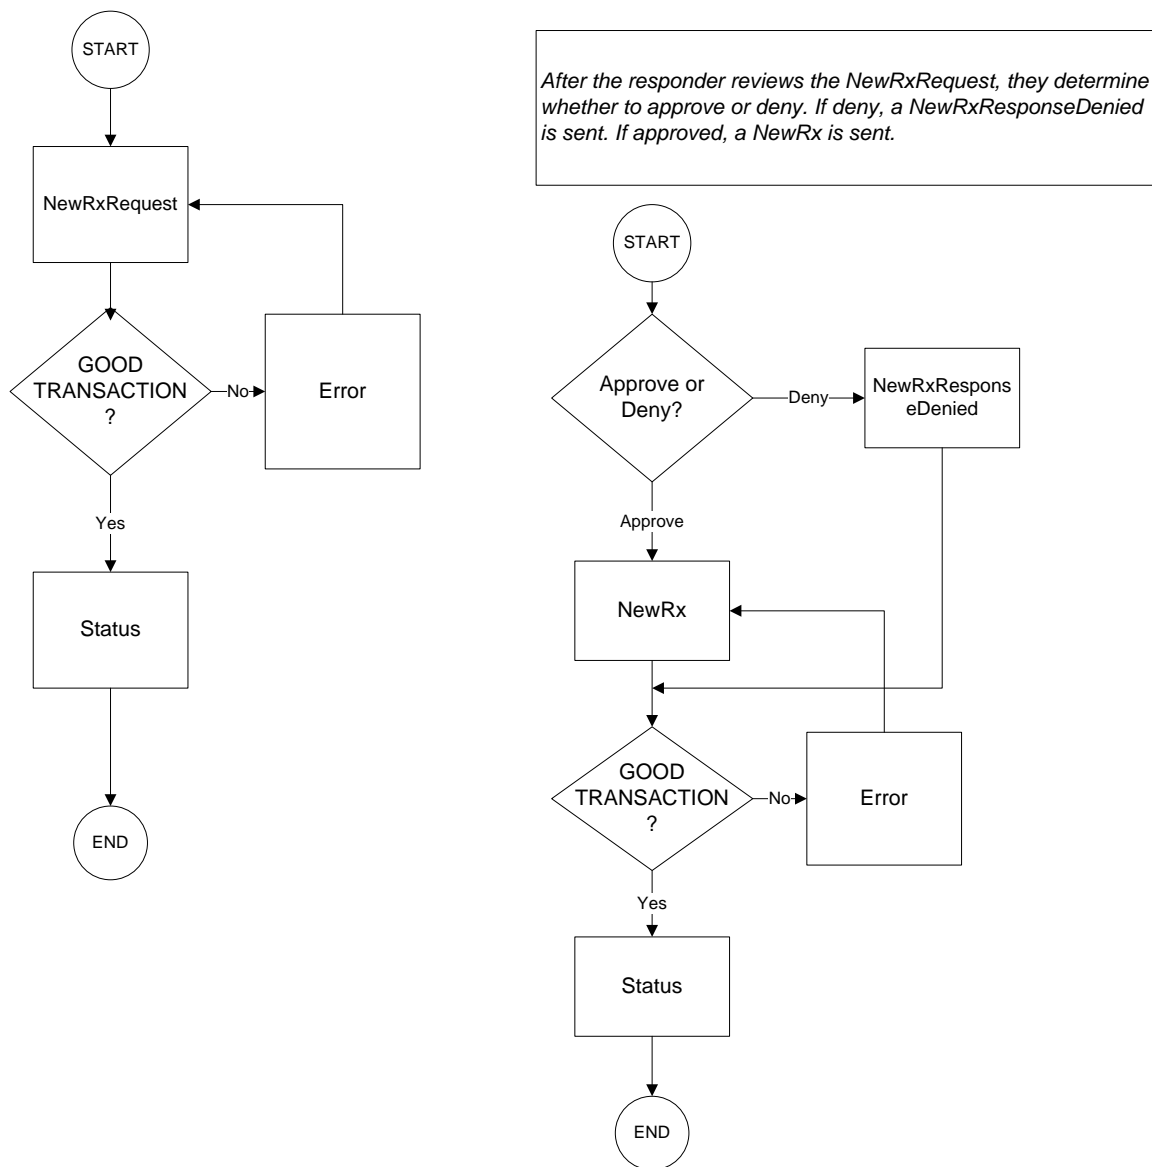 START
NewRxRequest
GOOD
TRANSACTION
?
No
Error
Yes
Status
END
After the responder reviews the NewRxRequest, they determine
whether to approve or deny. If deny, a NewRxResponseDenied
is sent. If approved, a NewRx is sent.
START
Approve or
Deny?
Deny
NewRxRespons
eDenied
Approve
NewRx
GOOD
TRANSACTION
?
No
Error
Yes
Status
END